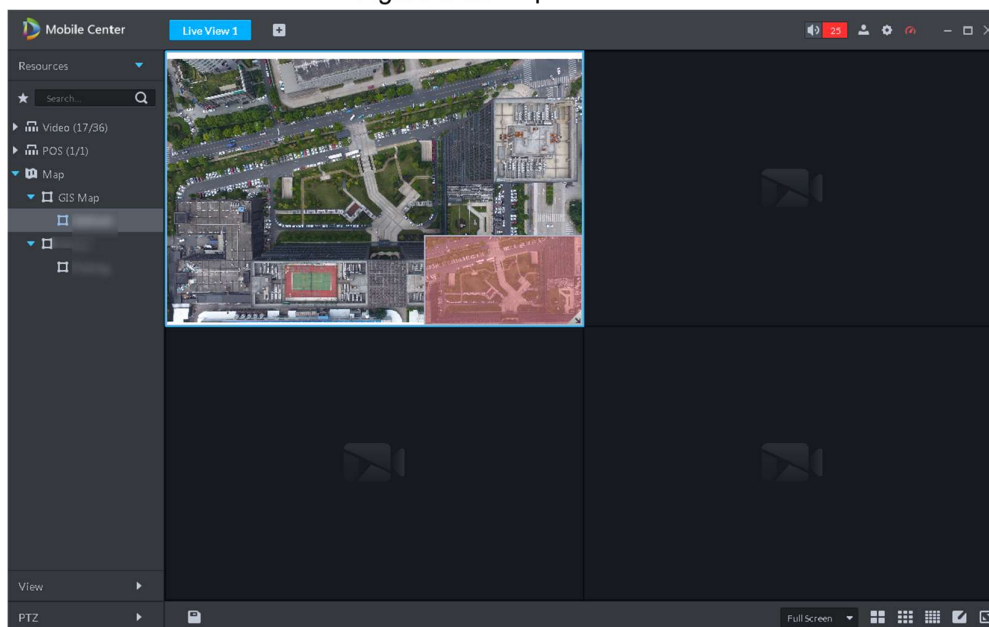 Mobile Center
Live View 1
25
Resources
Search...
Video (17/36)
POS (1/1)
Map
GIS Map
View
PTZ
Full Screen